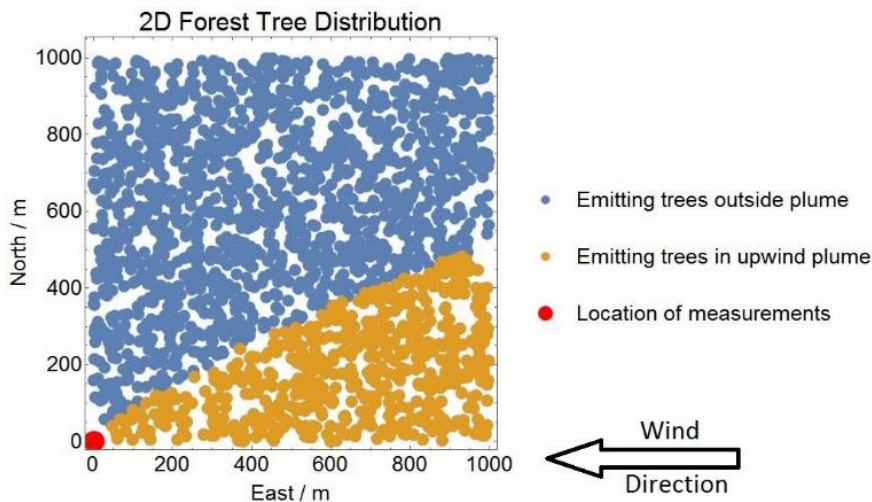 2D Forest Tree Distribution
1000
800
600
400
200
0
North / m
0 200 400 600 800 1000
East / m
Emitting trees outside plume
Emitting trees in upwind plume
Location of measurements
Wind
Direction